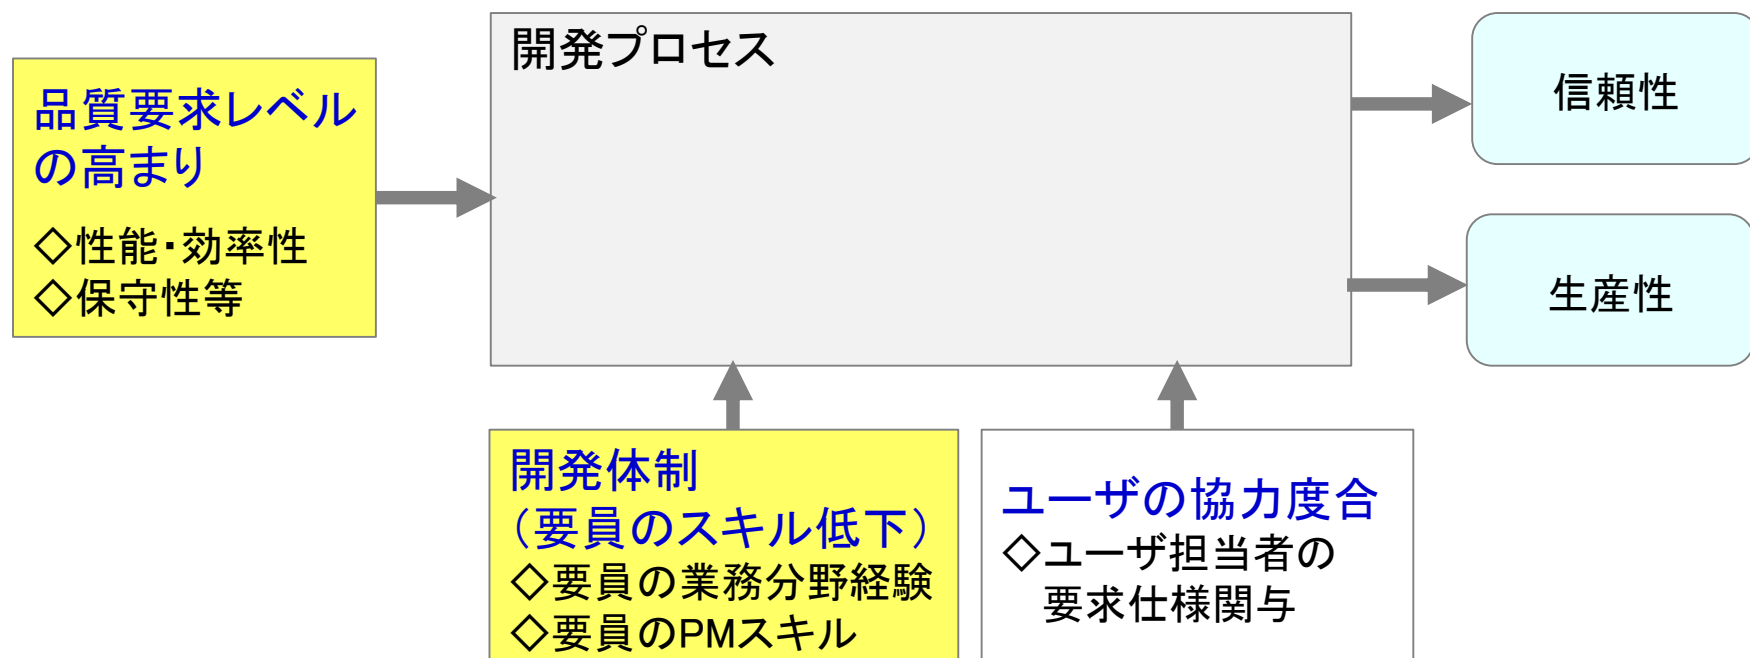 開発プロセス
品質要求レベル
の高まり
◇性能・効率性
◇保守性等
信頼性
生産性
開発体制
（要員のスキル低下）
◇要員の業務分野経験
◇要員のPMスキル
ユーザの協力度合
◇ユーザ担当者の
要求仕様関与